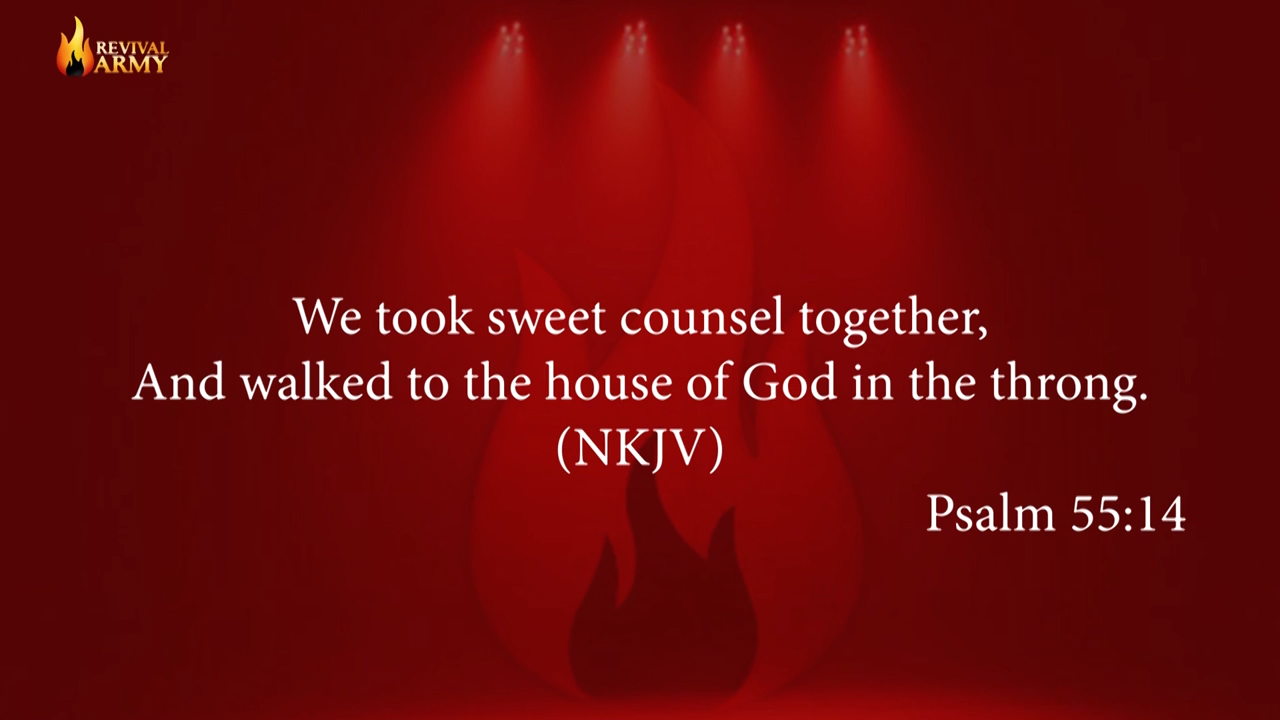 REVIVAL
ARMY
We took sweet counsel together,
And walked to the house of God in the throng.
(NKJV)
Psalm 55:14